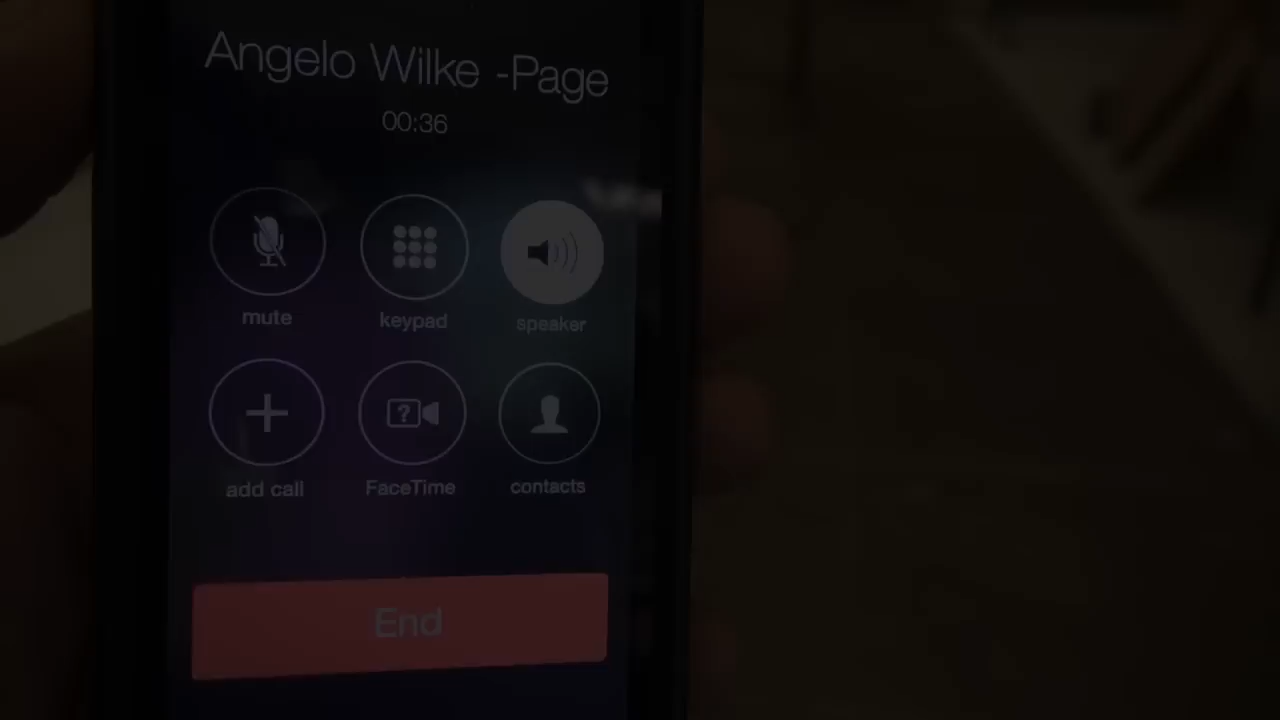 Angelo Wilke -Page
00:36
mute keypad speaker
?
add call FaceTime contacts
End